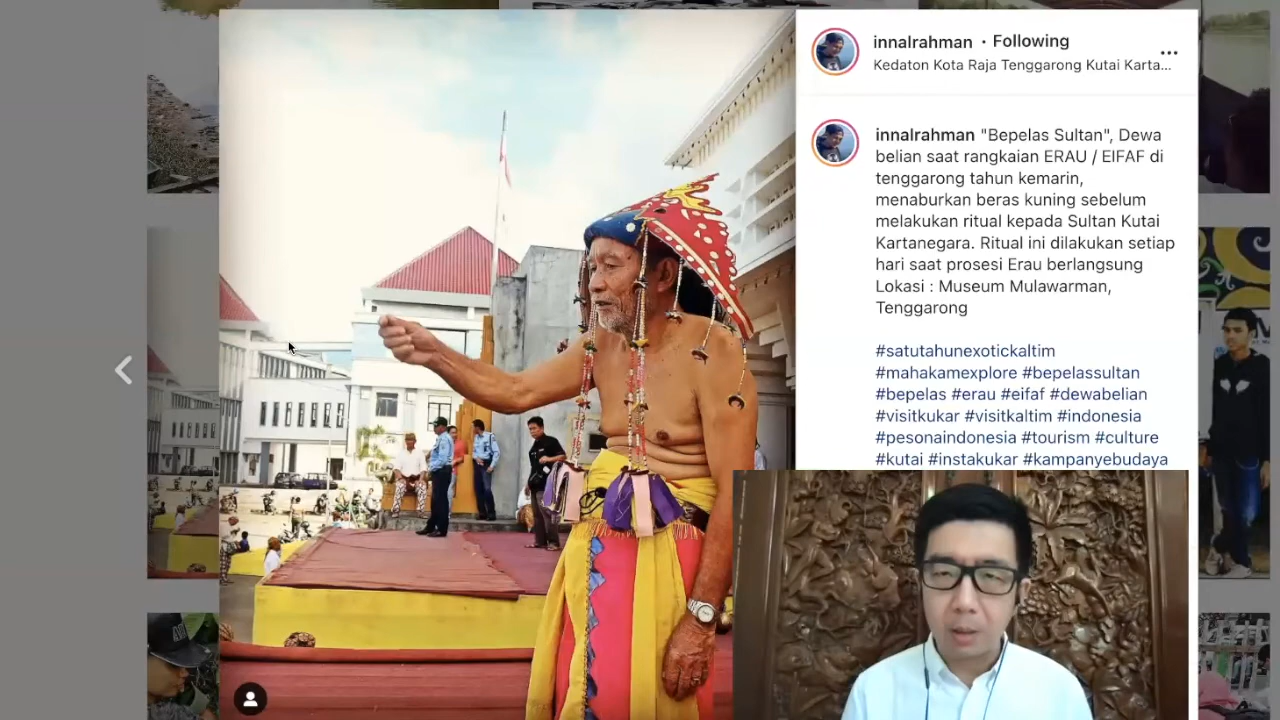 innalrahman • Following
Kedaton Kota Raja Tenggarong Kutai Karta...
innalrahman "Bepelas Sultan", Dewa
belian saat rangkaian ERAU / EIFAF di
tenggarong tahun kemarin,
menaburkan beras kuning sebelum
melakukan ritual kepada Sultan Kutai
Kartanegara. Ritual ini dilakukan setiap
hari saat prosesi Erau berlangsung
Lokasi : Museum Mulawarman,
Tenggarong
#satutahunexotickaltim
#mahakamexplore #bepelassultan
#bepelas #erau #eifaf #dewabelian
#visitkukar #visitkaltim #indonesia
#pesonaindonesia #tourism #culture
#kutai #instakukar #kampanyebudaya